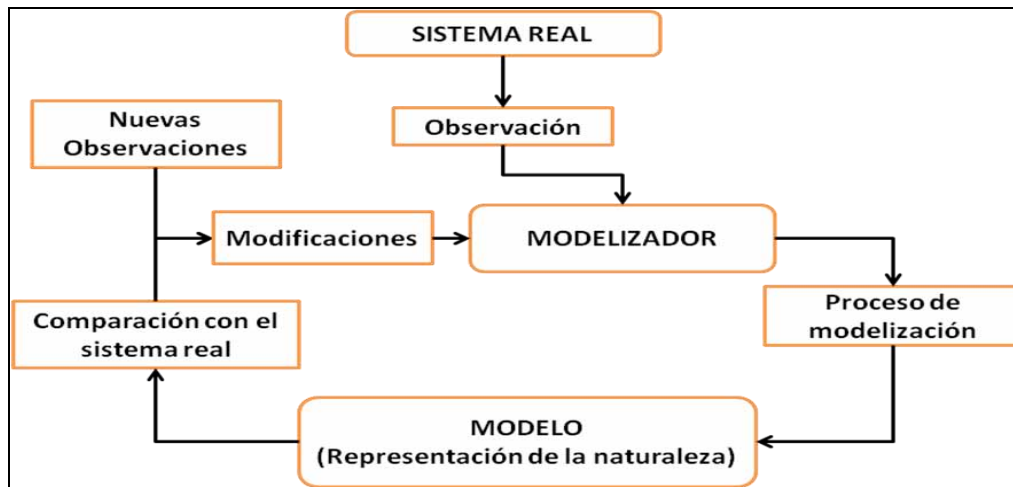 SISTEMA REAL
Observación
Nuevas
Observaciones
Modificaciones
MODELIZADOR
Proceso de
modelización
Comparación con el
sistema real
MODELO
(Representación de la naturaleza)